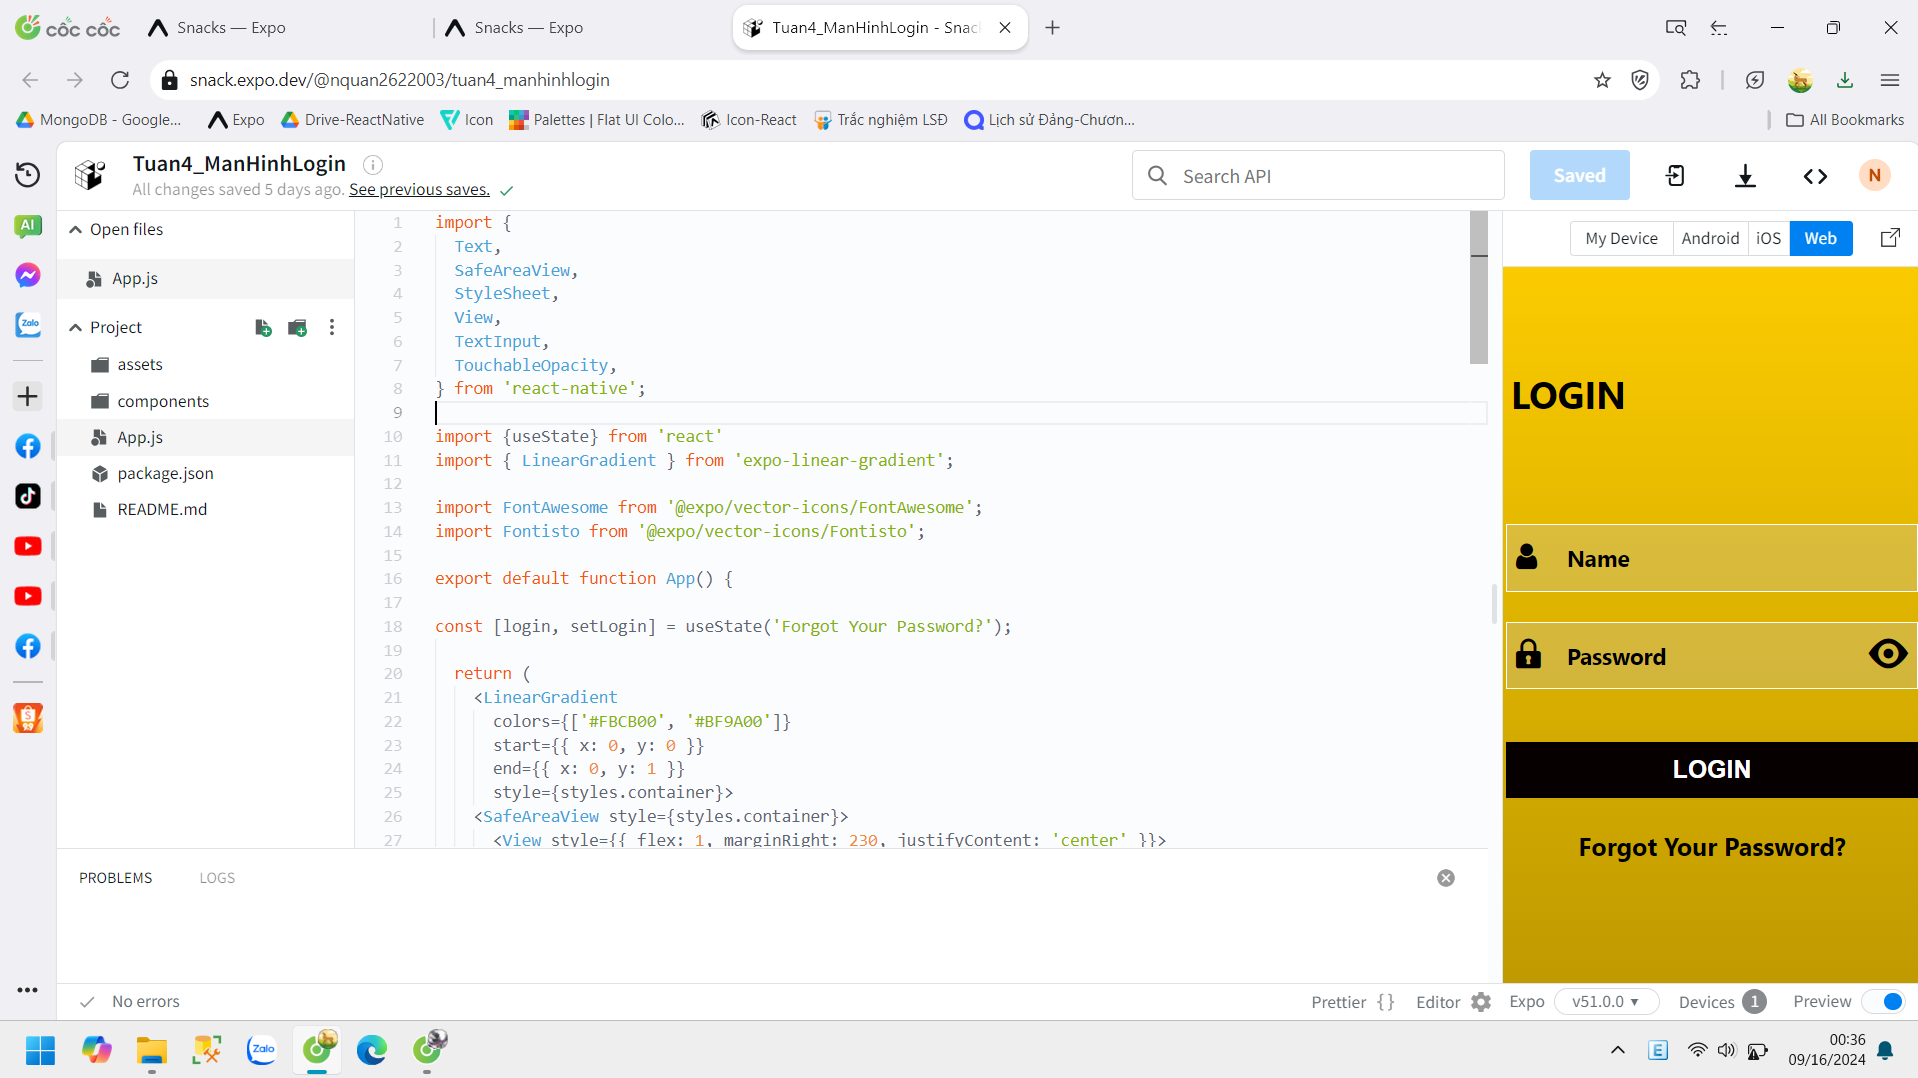 cốc cốc
Snacks — Expo
Snacks — Expo
Tuan4_ManHinhLogin - Snac
snack.expo.dev/@nquan2622003/tuan4_manhinhlogin
MongoDB - Google...
Expo
Drive-ReactNative
Icon
Palettes | Flat UI Colo...
Icon-React
Trắc nghiệm LSĐ
Lịch sử Đảng-Chươn...
All Bookmarks
Tuan4_ManHinhLogin
All changes saved 5 days ago. See previous saves.
Search API
Saved
N
AI
Zalo
Open files
App.js
Project
assets
components
App.js
package.json
README.md
1 import {
2 Text,
3 SafeAreaView,
4 StyleSheet,
5 View,
6 TextInput,
7 TouchableOpacity,
8 } from 'react-native';
9
10 import {useState} from 'react'
11 import { LinearGradient } from 'expo-linear-gradient';
12
13 import FontAwesome from '@expo/vector-icons/FontAwesome';
14 import Fontisto from '@expo/vector-icons/Fontisto';
15
16 export default function App() {
17
18 const [login, setLogin] = useState('Forgot Your Password?');
19
20 return (
21 <LinearGradient
22 colors={['#FBCB00', '#BF9A00']}
23 start={{ x: 0, y: 0 }}
24 end={{ x: 0, y: 1 }}
25 style={styles.container}>
26 <SafeAreaView style={styles.container}>
27 <View style={{ flex: 1, marginRight: 230, justifyContent: 'center' }}>
My Device
Android
iOS
Web
LOGIN
Name
Password
LOGIN
Forgot Your Password?
PROBLEMS
LOGS
No errors
Prettier { }
Editor
Expo
v51.0.0
Devices 1
Preview
Zalo
E
00:36
09/16/2024